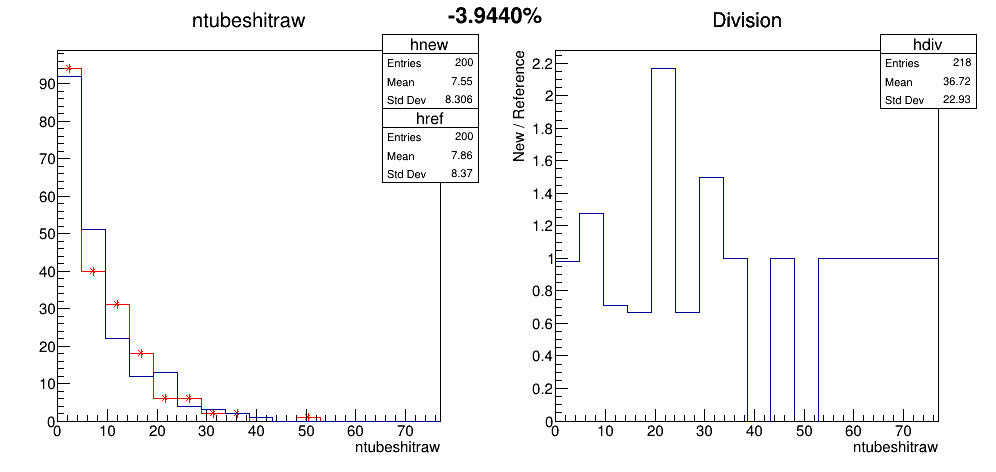 ntubeshitraw
-3.9440%
Division
hnew
Entries 200
Mean 7.55
Std Dev 8.306
href
Entries 200
Mean 7.86
Std Dev 8.37
90
80
70
60
50
40
30
20
10
0
0 10 20 30 40 50 60 70
ntubeshitraw
hdiv
Entries 218
Mean 36.72
Std Dev 22.93
New / Reference
2.2
2
1.8
1.6
1.4
1.2
1
0.8
0.6
0.4
0.2
0
0 10 20 30 40 50 60 70
ntubeshitraw